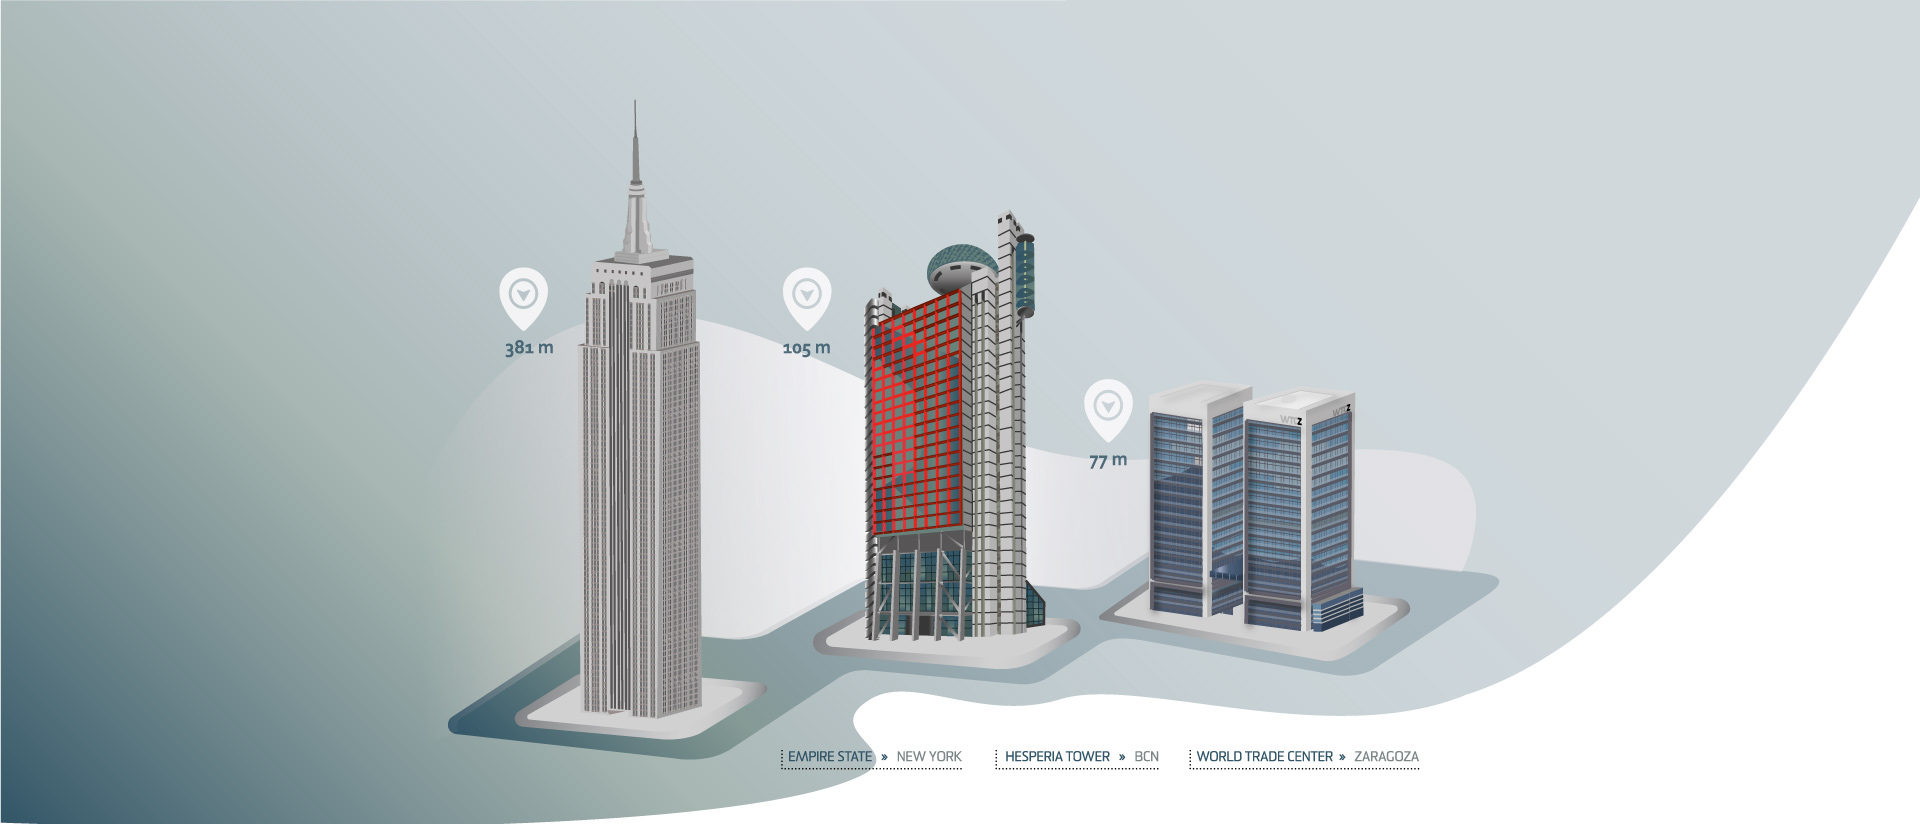 381 m
105 m
77 m
WTCZ
WTCZ
EMPIRE STATE » NEW YORK
HESPERIA TOWER » BCN
WORLD TRADE CENTER » ZARAGOZA